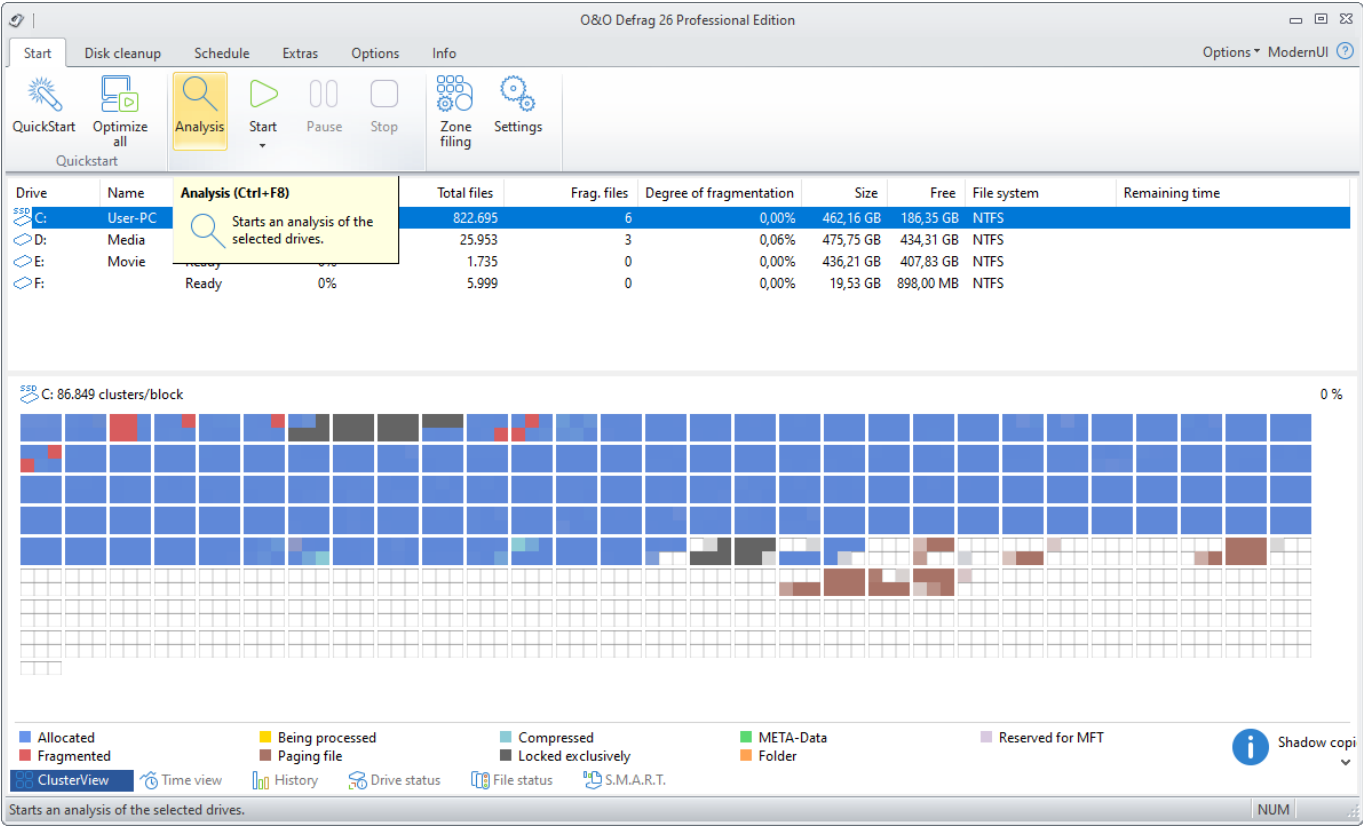 O&O Defrag 26 Professional Edition
Start Disk cleanup Schedule Extras Options Info Options ModernUI ?
QuickStart Optimize all Analysis Start Pause Stop Zone filing Settings
Quickstart
Drive Name Total files Frag. files Degree of fragmentation Size Free File system Remaining time
Analysis (Ctrl+F8)
Starts an analysis of the
selected drives.
SSD C: User-PC 822.695 6 0,00% 462,16 GB 186,35 GB NTFS
D: Media 25.953 3 0,06% 475,75 GB 434,31 GB NTFS
E: Movie Ready 0% 1.735 0 0,00% 436,21 GB 407,83 GB NTFS
F: Ready 0% 5.999 0 0,00% 19,53 GB 898,00 MB NTFS
SSD C: 86.849 clusters/block 0 %
Allocated Being processed Compressed META-Data Reserved for MFT
Fragmented Paging file Locked exclusively Folder
i Shadow copi
ClusterView Time view History Drive status File status S.M.A.R.T.
Starts an analysis of the selected drives. NUM